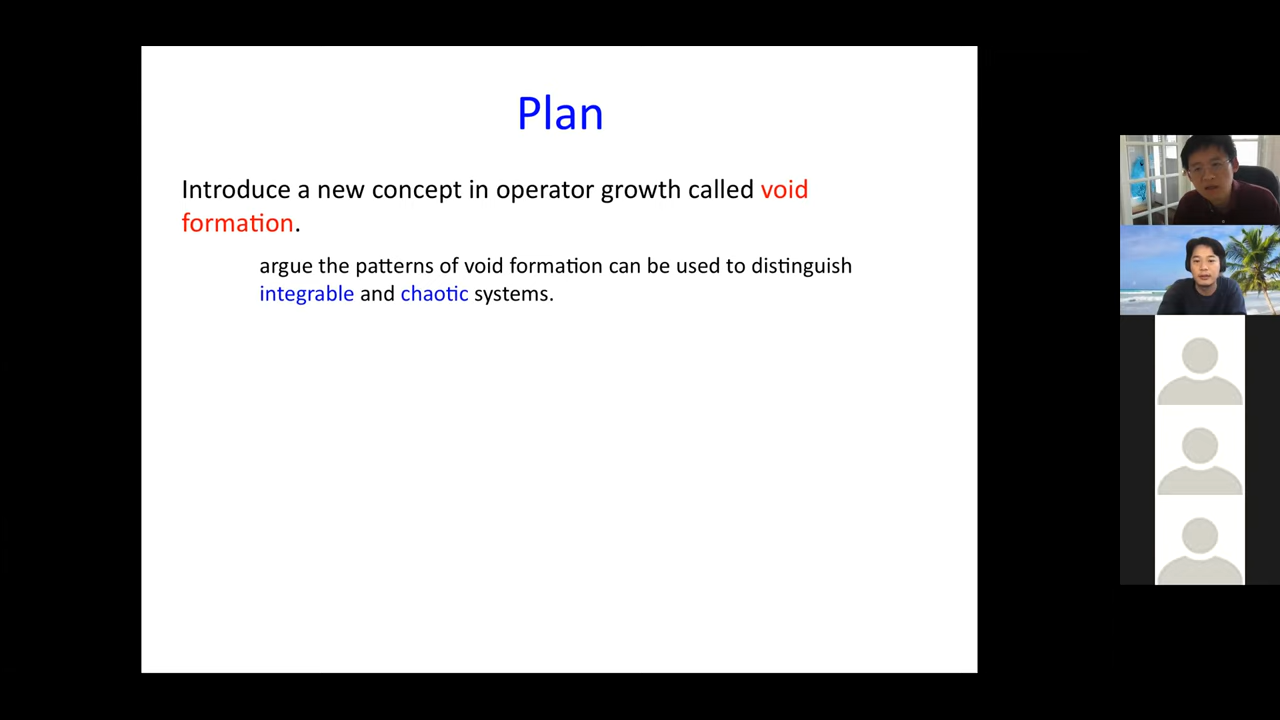 Plan
Introduce a new concept in operator growth called void
formation.
argue the patterns of void formation can be used to distinguish
integrable and chaotic systems.